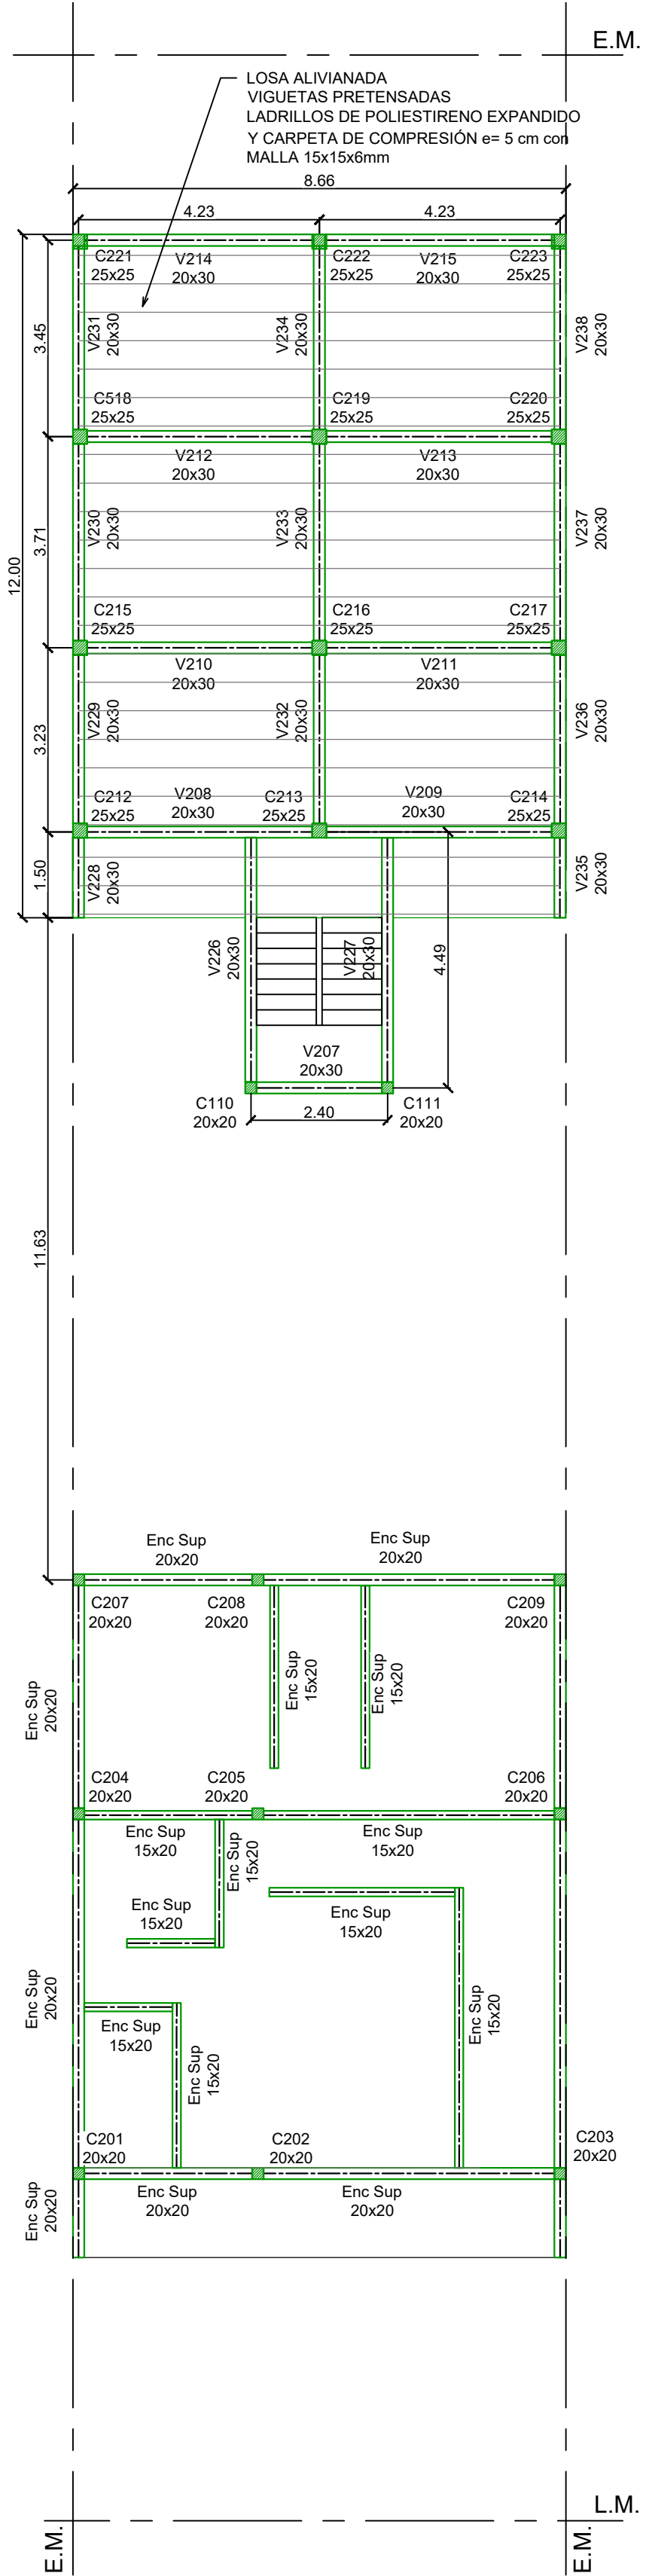 E.M.
LOSA ALIVIANADA
VIGUETAS PRETENSADAS
LADRILLOS DE POLIESTIRENO EXPANDIDO
Y CARPETA DE COMPRESIÓN e= 5 cm con
MALLA 15x15x6mm
8.66
4.23
4.23
C221
25x25
V214
20x30
C222
25x25
V215
20x30
C223
25x25
3.45
V231
20x30
V234
20x30
V238
20x30
C518
25x25
C219
25x25
C220
25x25
V212
20x30
V213
20x30
12.00
3.71
V230
20x30
V233
20x30
V237
20x30
C215
25x25
C216
25x25
C217
25x25
V210
20x30
V211
20x30
3.23
V229
20x30
V232
20x30
V236
20x30
C212
25x25
V208
20x30
C213
25x25
V209
20x30
C214
25x25
1.50
V228
20x30
V235
20x30
V226
20x30
V227
20x30
4.49
V207
20x30
C110
20x20
2.40
C111
20x20
11.63
Enc Sup
20x20
Enc Sup
20x20
C207
20x20
C208
20x20
C209
20x20
Enc Sup
20x20
Enc Sup
15x20
Enc Sup
15x20
C204
20x20
C205
20x20
C206
20x20
Enc Sup
15x20
Enc Sup
15x20
Enc Sup
15x20
Enc Sup
15x20
Enc Sup
15x20
Enc Sup
20x20
Enc Sup
15x20
Enc Sup
15x20
Enc Sup
15x20
C201
20x20
C202
20x20
C203
20x20
Enc Sup
20x20
Enc Sup
20x20
Enc Sup
20x20
L.M.
E.M.
E.M.